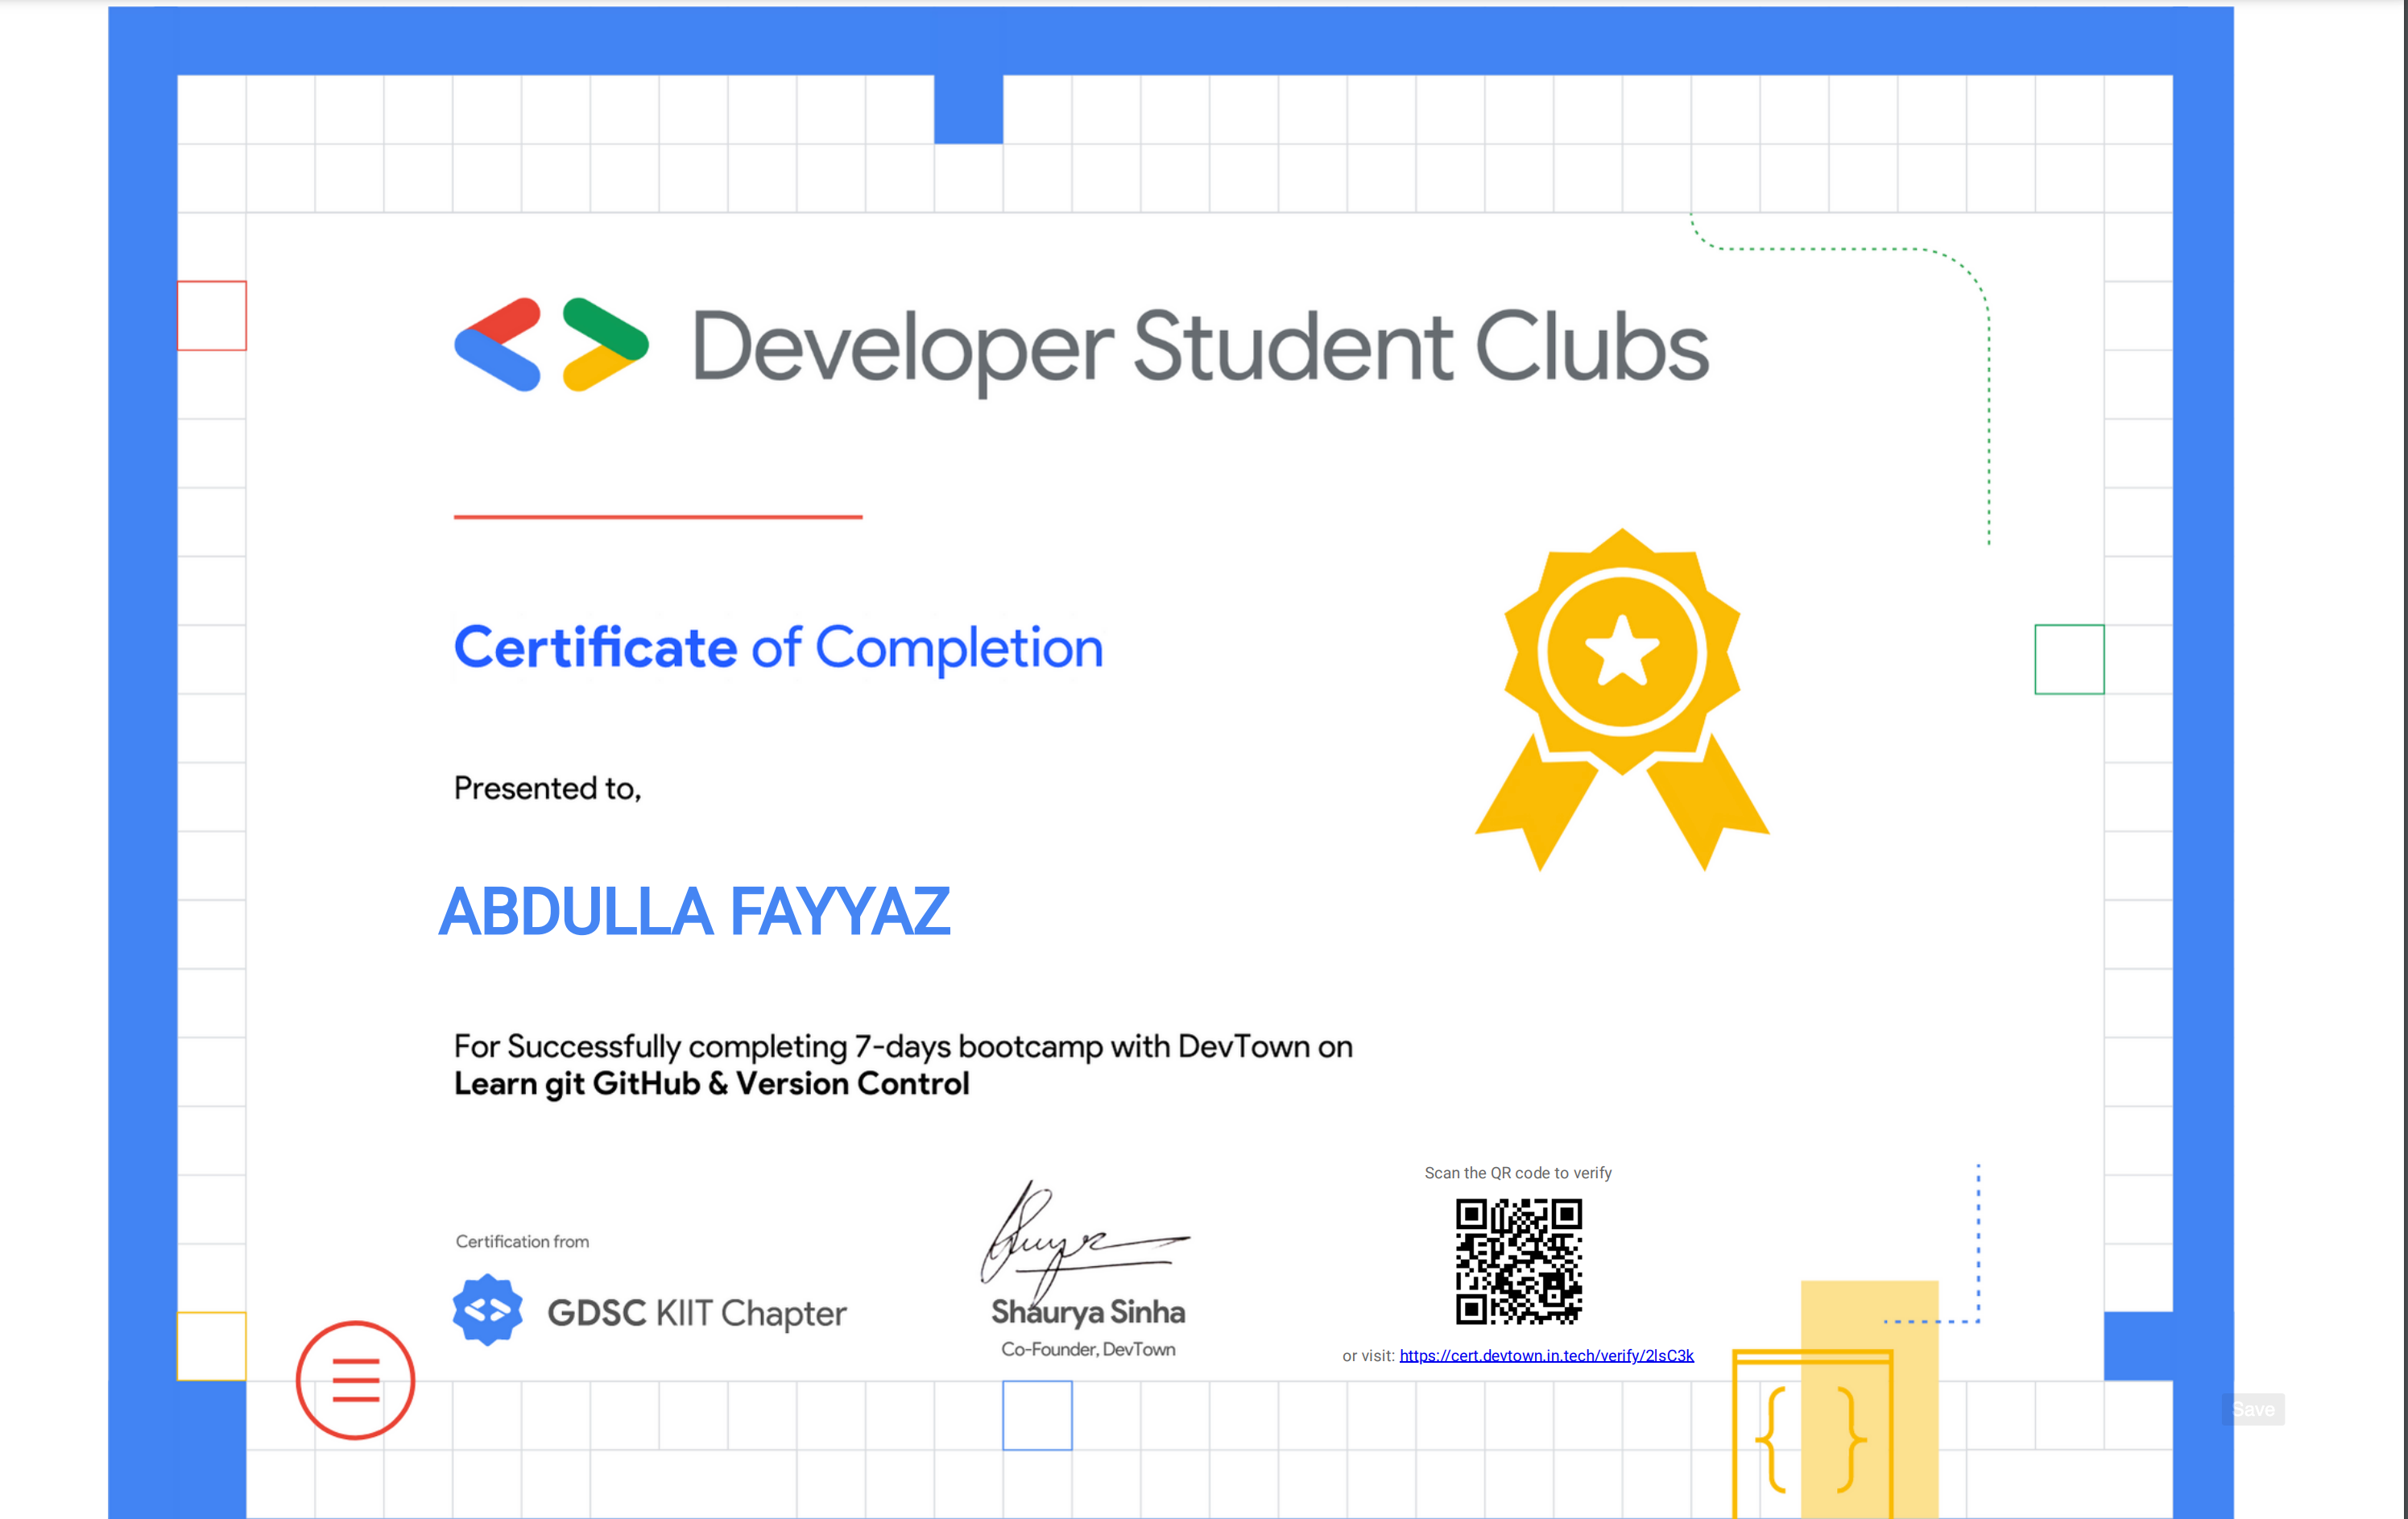 Developer Student Clubs
Certificate of Completion
Presented to,
ABDULLA FAYYAZ
For Successfully completing 7-days bootcamp with DevTown on
Learn git GitHub & Version Control
Certification from
GDSC KIIT Chapter
Shaurya Sinha
Co-Founder, DevTown
Scan the QR code to verify
or visit: https://cert.devtown.in.tech/verify/2lsC3k
{ }
Save